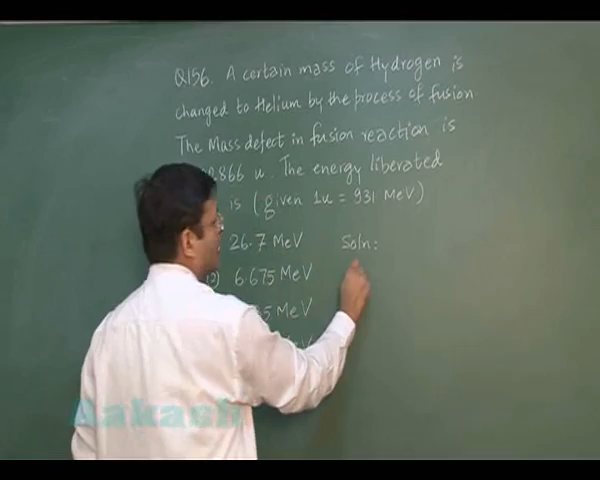 Q156. A certain mass of Hydrogen is
changed to Helium by the process of fusion
The Mass defect in fusion reaction is
866 u. The energy liberated
is (given 1u = 931 MeV)
26.7 MeV
Soln:
6.675 MeV
5 MeV
Aakash